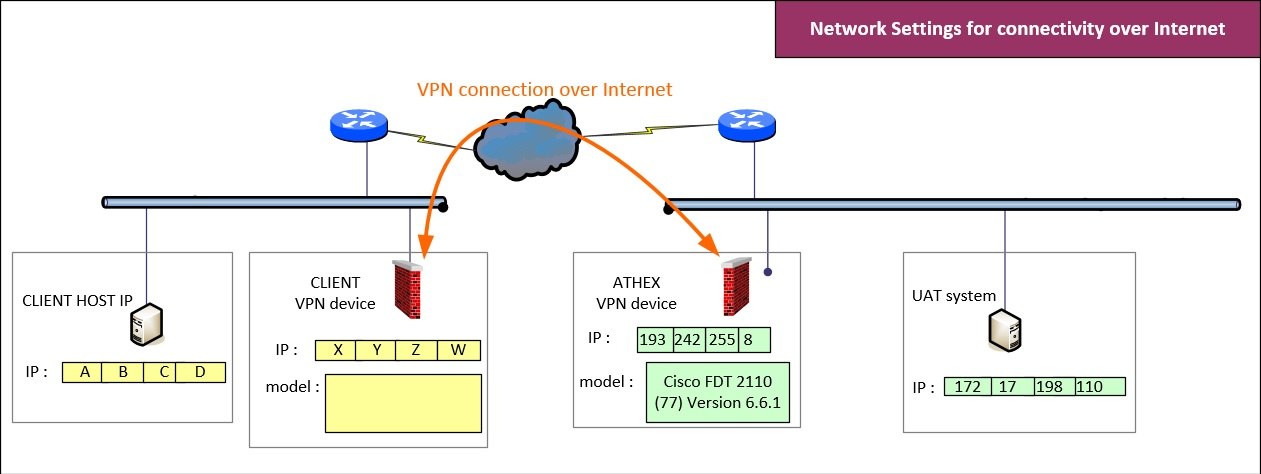 Network Settings for connectivity over Internet
VPN connection over Internet
CLIENT HOST IP
IP :
A B C D
CLIENT
VPN device
IP :
X Y Z W
model :
ATHEX
VPN device
IP :
193 242 255 8
model :
Cisco FDT 2110
(77) Version 6.6.1
UAT system
IP :
172 17 198 110